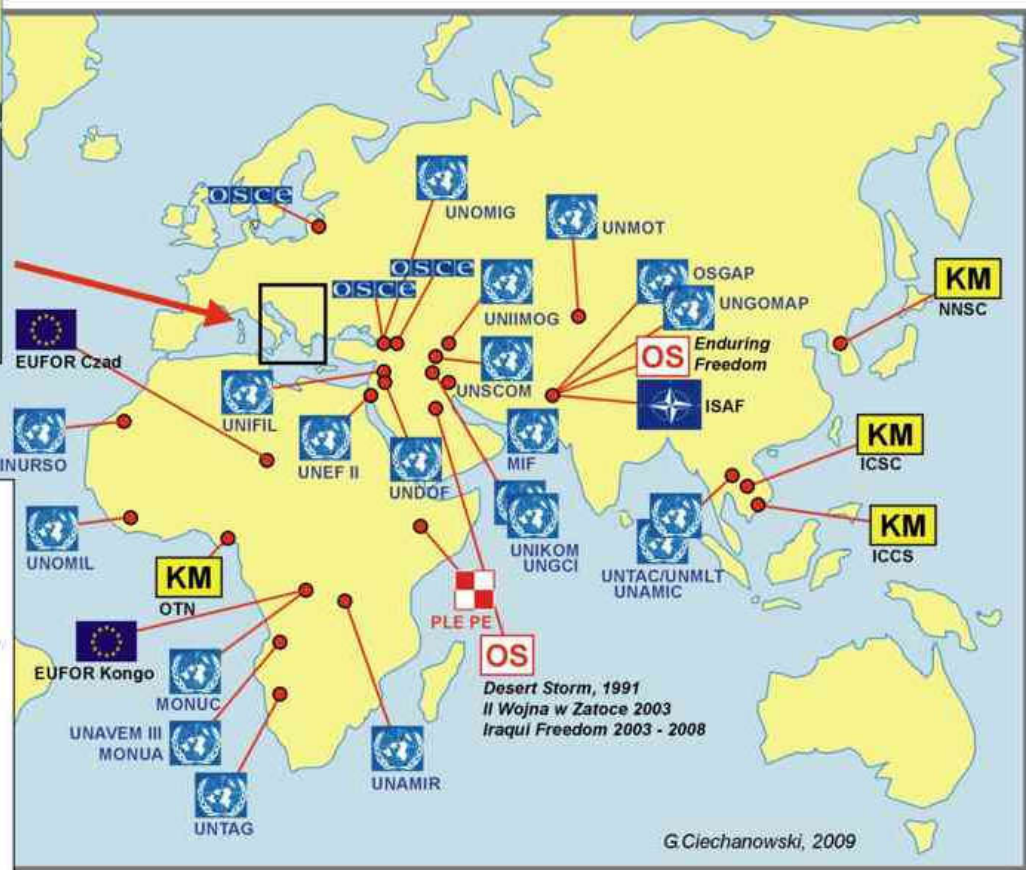 OSCE
UNOMIG
UNMOT
OSCE
OSCE
OSGAP
UNGOMAP
KM
NNSC
UNIIMOG
OS
Enduring
Freedom
EUFOR Czad
UNSCOM
ISAF
UNIFIL
KM
ICSC
INURSO
UNEF II
UNDOF
MIF
KM
ICCS
UNOMIL
UNIKOM
UNGCI
UNTAC/UNMLT
UNAMIC
KM
OTN
PLE PE
OS
EUFOR Kongo
Desert Storm, 1991
II Wojna w Zatoce 2003
Iraqui Freedom 2003 - 2008
MONUC
UNAVEM III
MONUA
UNAMIR
UNTAG
G.Ciechanowski, 2009